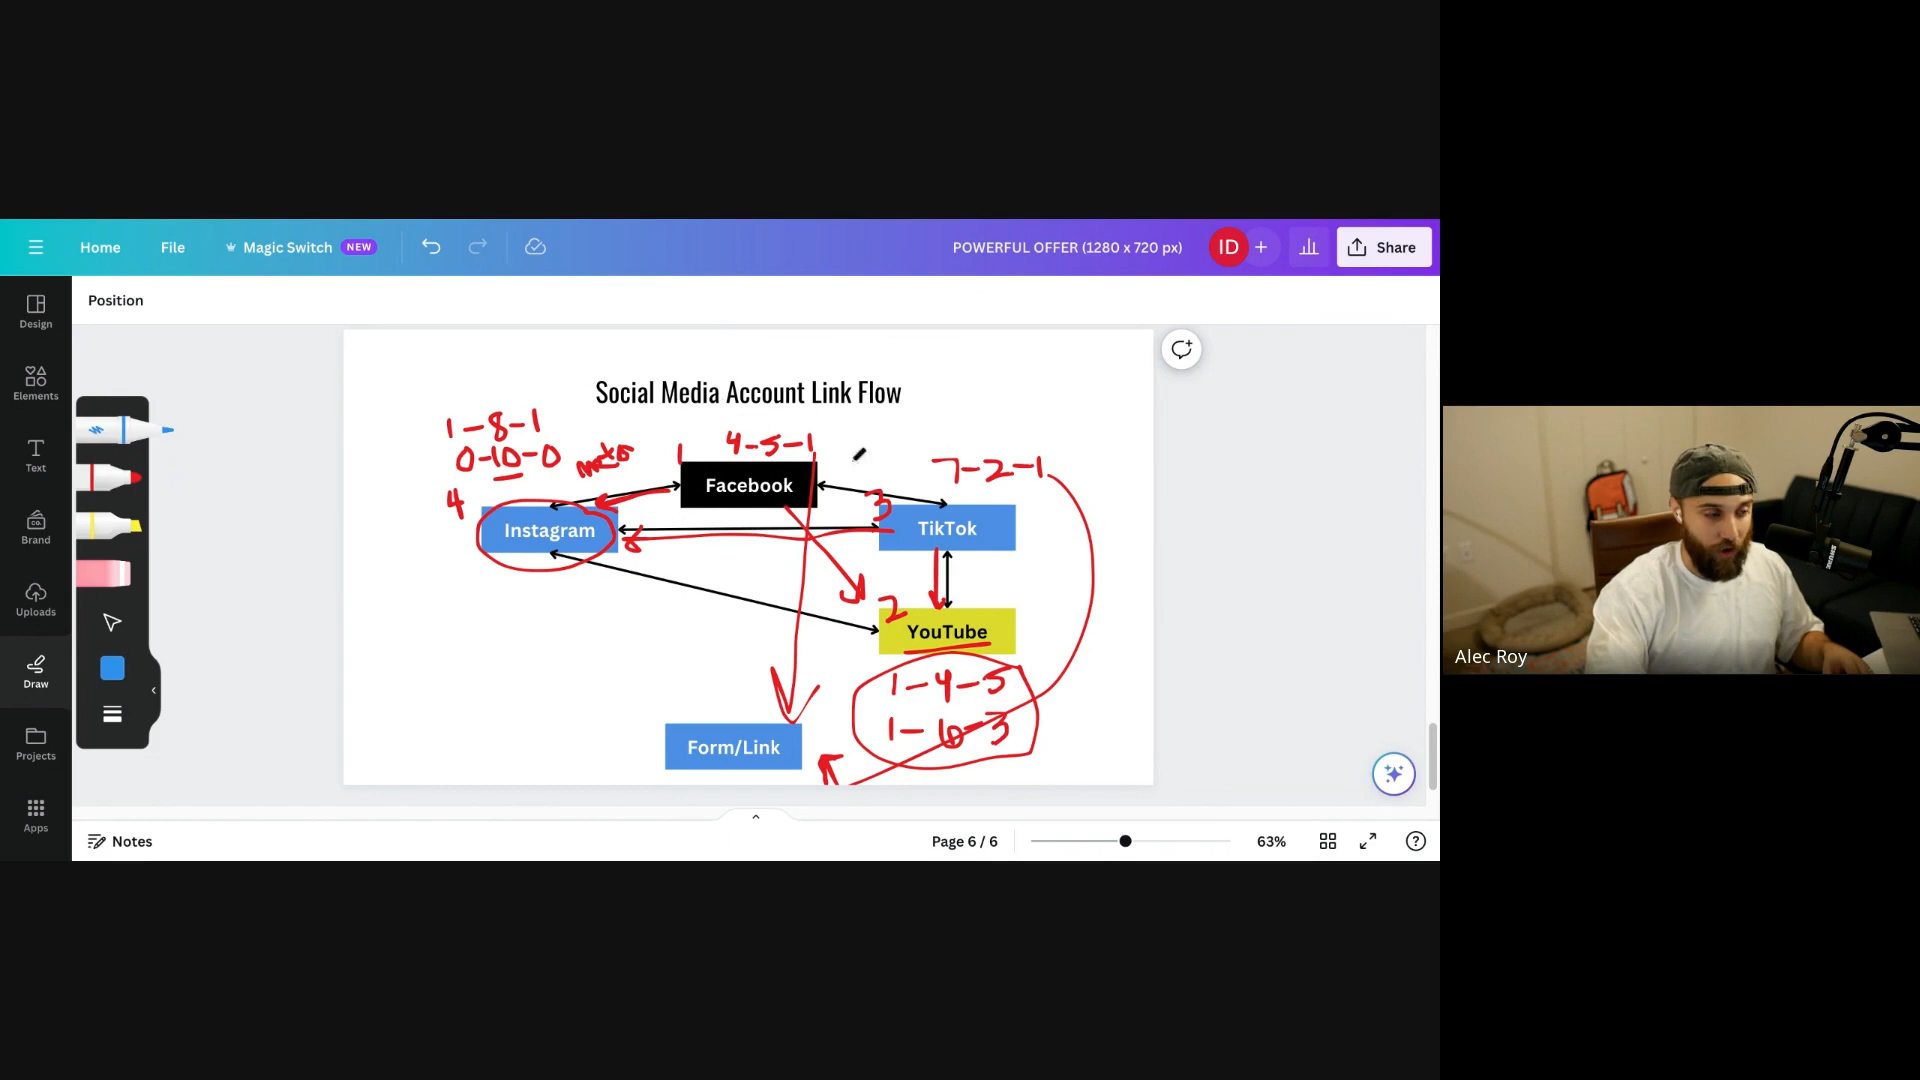 Home File Magic Switch NEW POWERFUL OFFER (1280 x 720 px) ID + Share
Position
Design
Elements
Text
Brand
Uploads
Draw
Projects
Apps
Social Media Account Link Flow
1-8-1
0-10-0
1
4-5-1
7-2-1
Facebook
4
Instagram
3
TikTok
2
YouTube
1-4-5
Form/Link
Alec Roy
Notes Page 6 / 6 63% ?